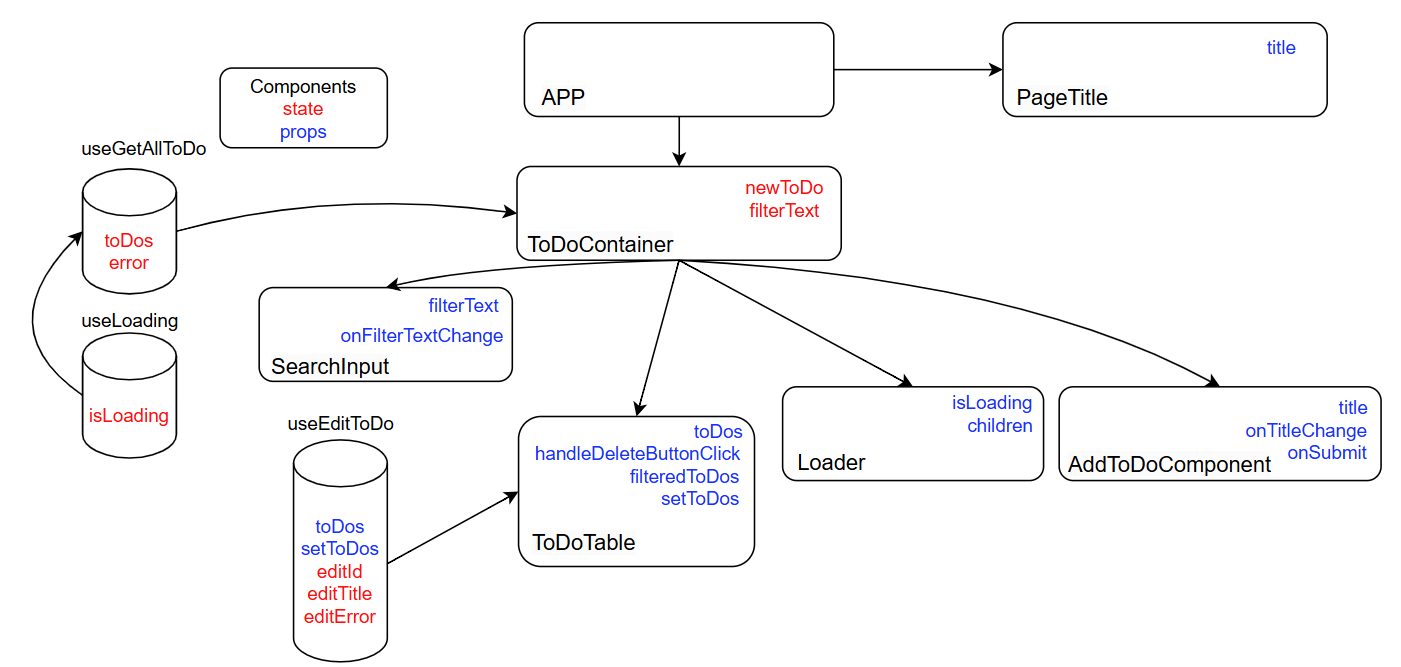 title
APP
PageTitle
Components
state
props
useGetAllToDo
toDos
error
newToDo
filterText
ToDoContainer
useLoading
isLoading
filterText
onFilterTextChange
SearchInput
useEditToDo
toDos
setToDos
editId
editTitle
editError
toDos
handleDeleteButtonClick
filteredToDos
setToDos
ToDoTable
isLoading
children
Loader
title
onTitleChange
onSubmit
AddToDoComponent